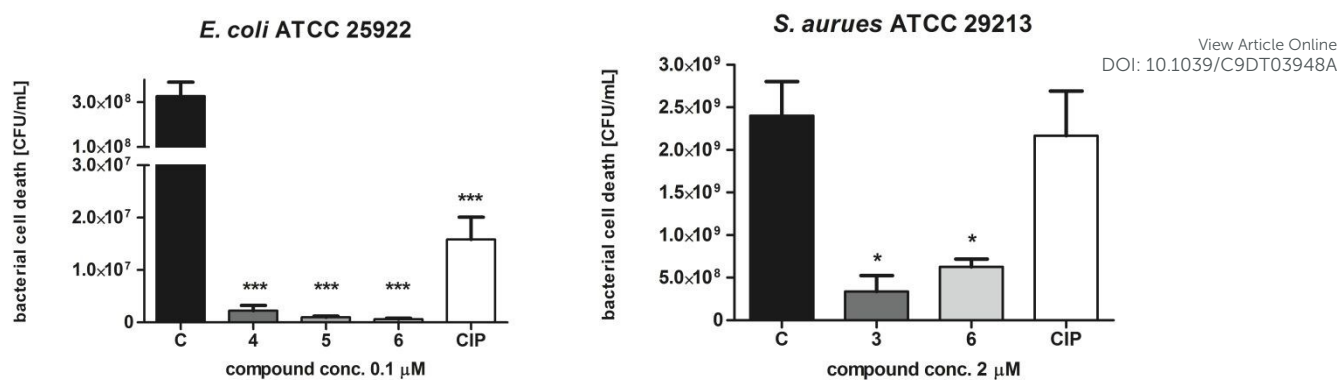 E. coli ATCC 25922
bacterial cell death [CFU/mL]
3.0×10⁸
1.0×10⁸
3.0×10⁷
2.0×10⁷
1.0×10⁷
0
***
***
***
***
C 4 5 6 CIP
compound conc. 0.1 μM
S. aurues ATCC 29213
View Article Online
DOI: 10.1039/C9DT03948A
bacterial cell death [CFU/mL]
3.0×10⁹
2.5×10⁹
2.0×10⁹
1.5×10⁹
1.0×10⁹
5.0×10⁸
0
*
*
C 3 6 CIP
compound conc. 2 μM